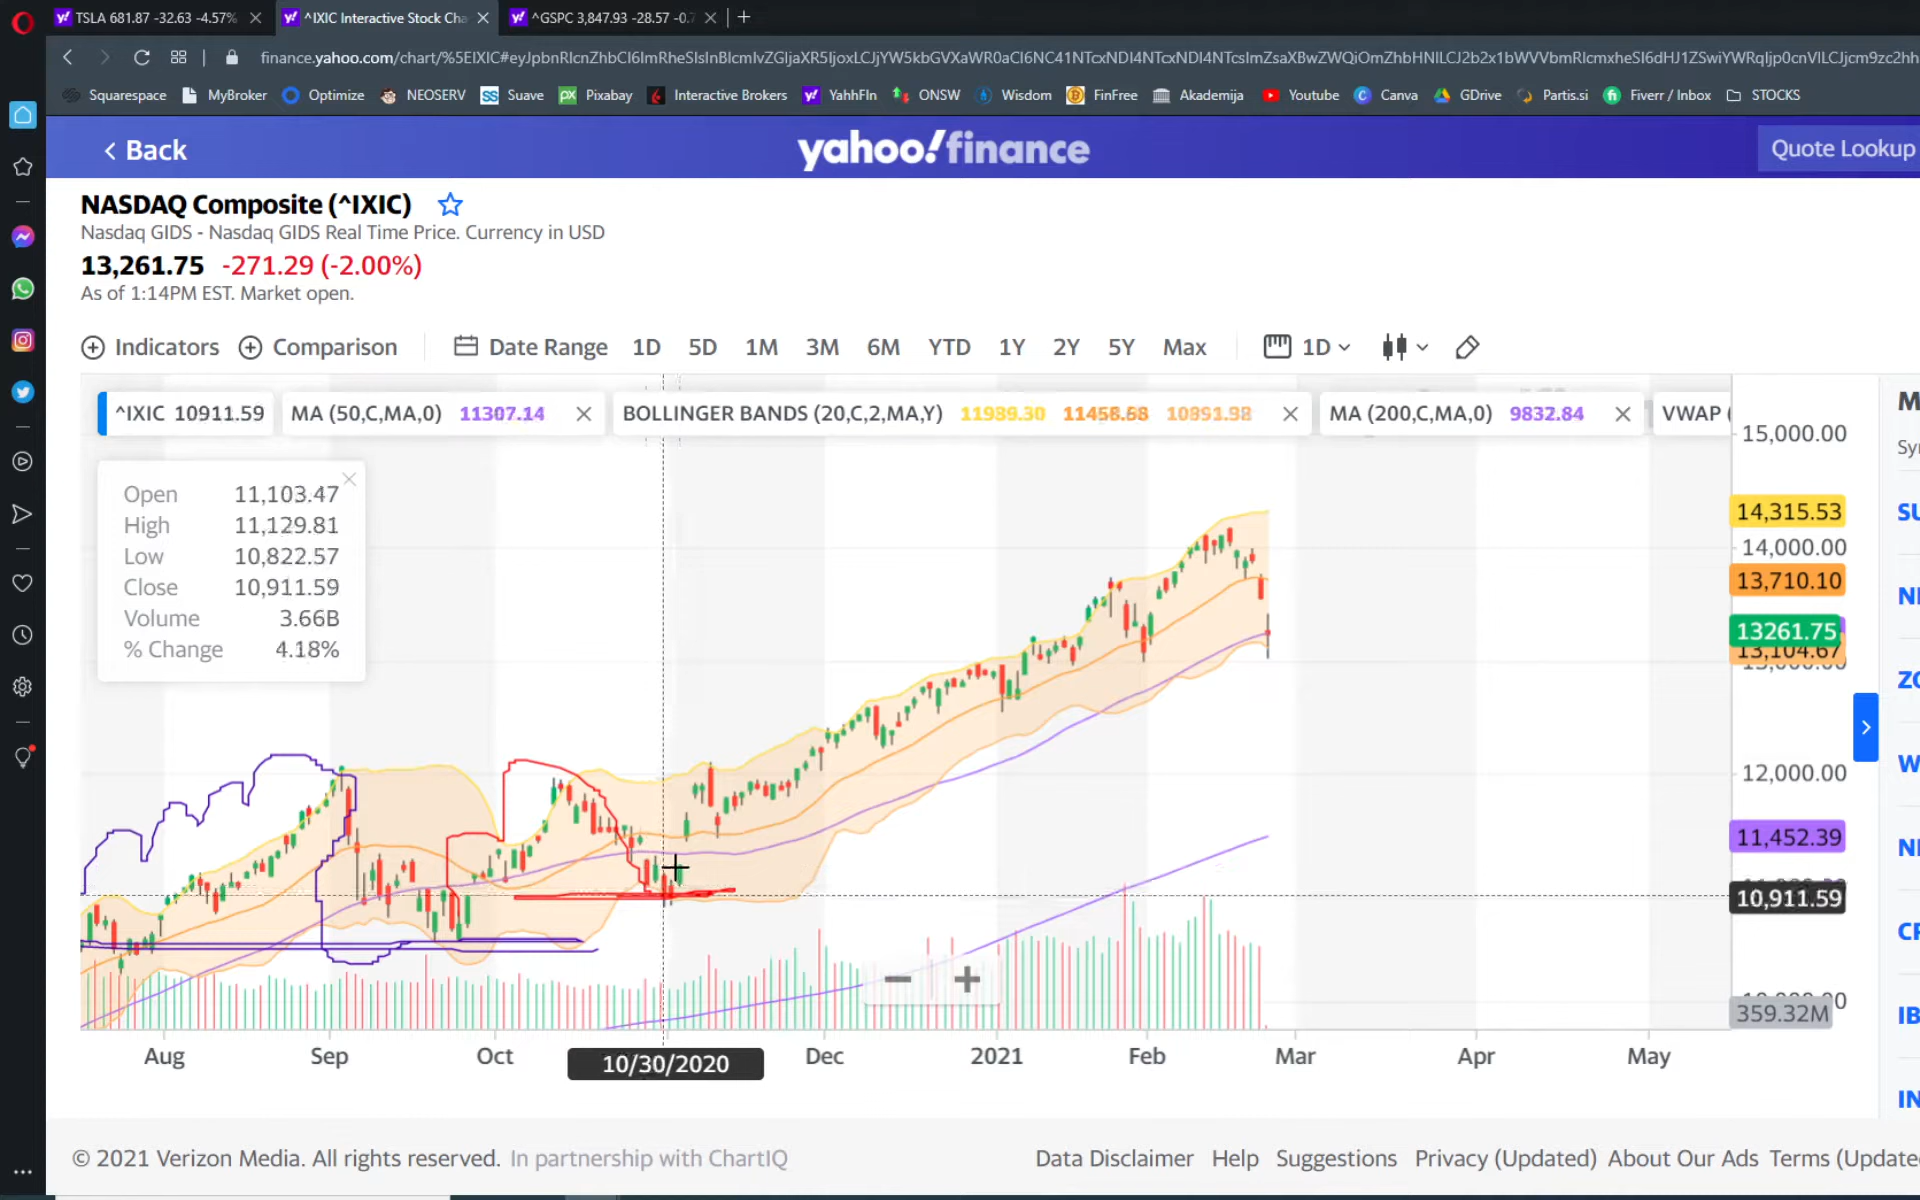 TSLA 681.87 -32.63 -4.57%
^IXIC Interactive Stock Cha
^GSPC 3,847.93 -28.57 -0.7
Squarespace MyBroker Optimize NEOSERV Suave Pixabay Interactive Brokers YahhFIn ONSW Wisdom FinFree Akademija Youtube Canva GDrive Partis.si Fiverr / Inbox STOCKS
Back
yahoo!finance
Quote Lookup
NASDAQ Composite (^IXIC)
Nasdaq GIDS - Nasdaq GIDS Real Time Price. Currency in USD
13,261.75 -271.29 (-2.00%)
As of 1:14PM EST. Market open.
Indicators Comparison Date Range 1D 5D 1M 3M 6M YTD 1Y 2Y 5Y Max 1D
^IXIC 10911.59 MA (50,C,MA,0) 11307.14 BOLLINGER BANDS (20,C,2,MA,Y) 11989.30 MA (200,C,MA,0) 9832.84 VWAP (
15,000.00
Open 11,103.47
High 11,129.81
Low 10,822.57
Close 10,911.59
Volume 3.66B
% Change 4.18%
14,315.53
14,000.00
13,710.10
13261.75
13,104.67
12,000.00
11,452.39
10,911.59
359.32M
Aug Sep Oct 10/30/2020 Dec 2021 Feb Mar Apr May
© 2021 Verizon Media. All rights reserved. In partnership with ChartIQ
Data Disclaimer Help Suggestions Privacy (Updated) About Our Ads Terms (Update